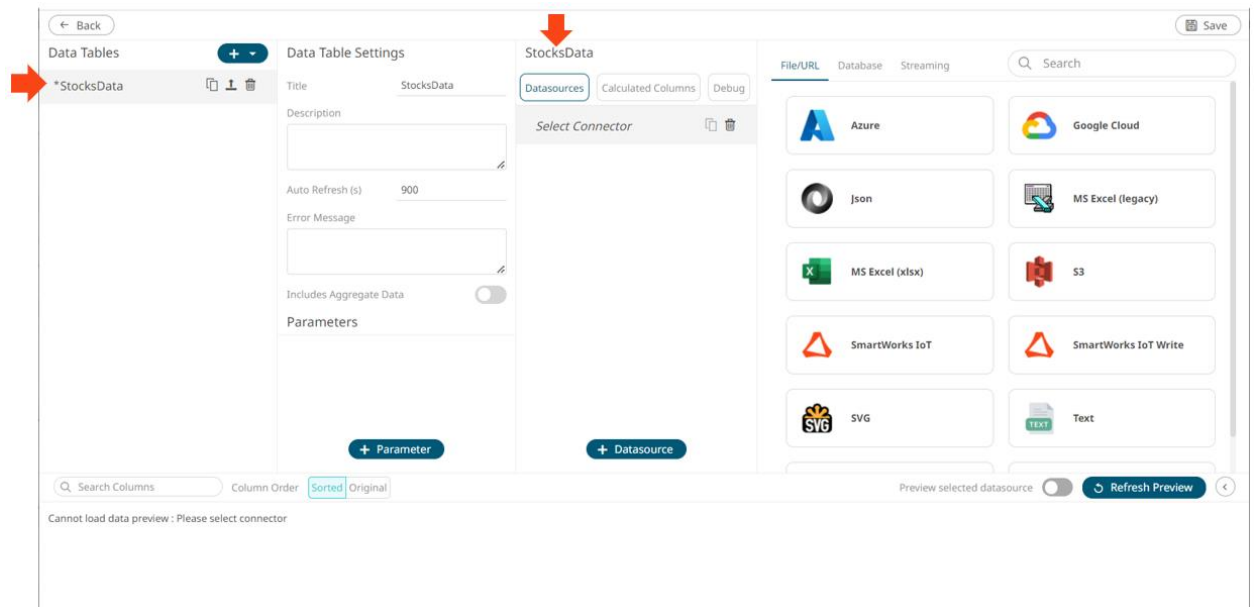 ← Back
Save
Data Tables
+
*StocksData
Data Table Settings
Title
StocksData
Description
Auto Refresh (s)
900
Error Message
Includes Aggregate Data
Parameters
+ Parameter
StocksData
Datasources
Calculated Columns
Debug
Select Connector
+ Datasource
File/URL
Database
Streaming
Search
Azure
Google Cloud
Json
MS Excel (legacy)
MS Excel (xlsx)
S3
SmartWorks IoT
SmartWorks IoT Write
SVG
SVG
TEXT
Text
Search Columns
Column Order
Sorted
Original
Preview selected datasource
Refresh Preview
Cannot load data preview : Please select connector